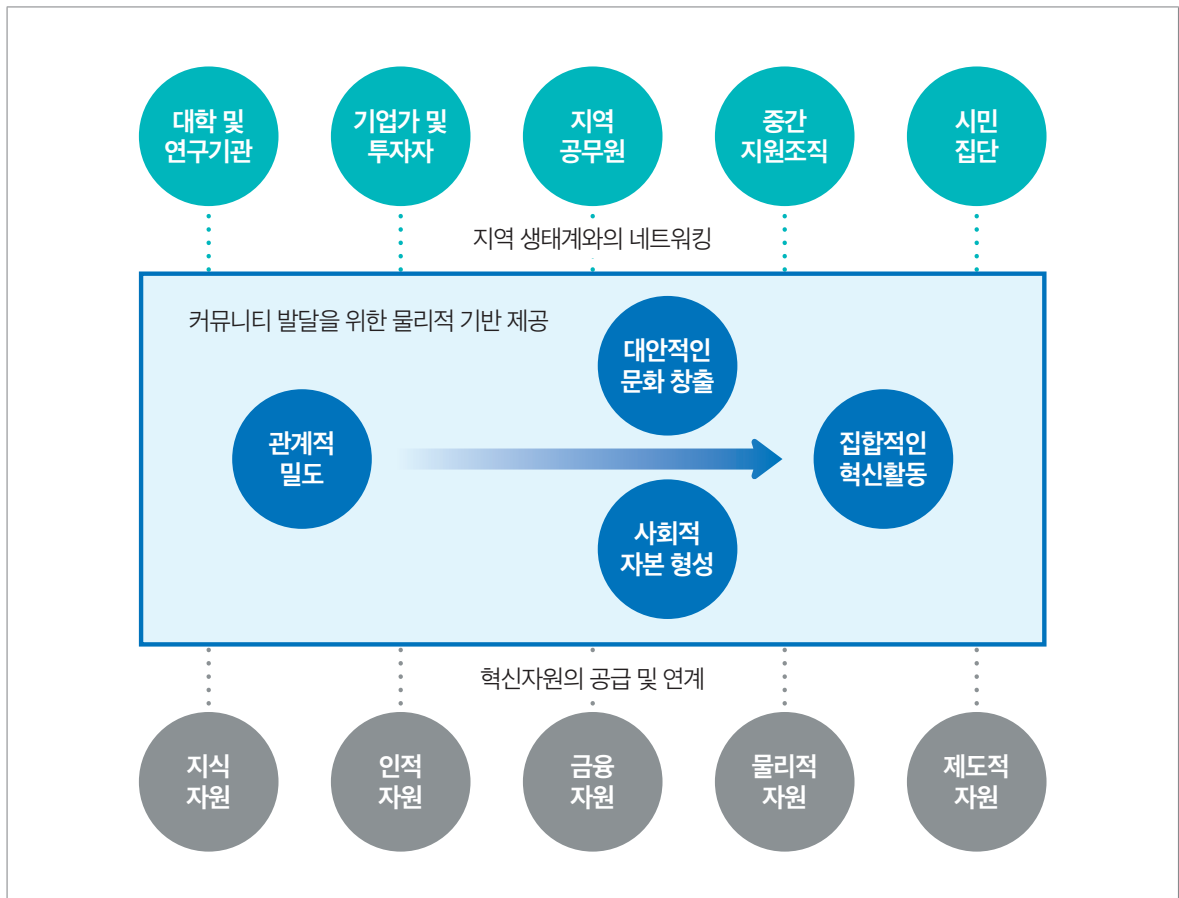 대학 및
연구기관
기업가 및
투자자
지역
공무원
중간
지원조직
시민
집단
지역 생태계와의 네트워킹
커뮤니티 발달을 위한 물리적 기반 제공
대안적인
문화 창출
관계적
밀도
집합적인
혁신활동
사회적
자본 형성
혁신자원의 공급 및 연계
지식
자원
인적
자원
금융
자원
물리적
자원
제도적
자원